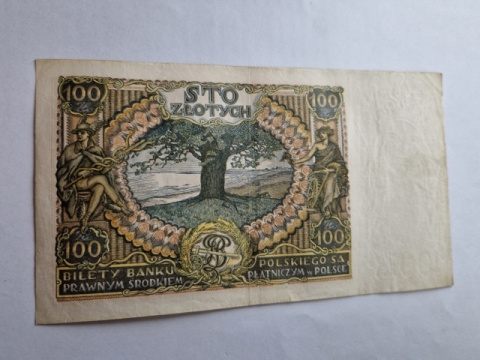 100 STO 100
ZŁOTYCH
100 100
BILETY BANKU POLSKIEGO SĄ
PRAWNYM ŚRODKIEM PŁATNICZYM W POLSCE